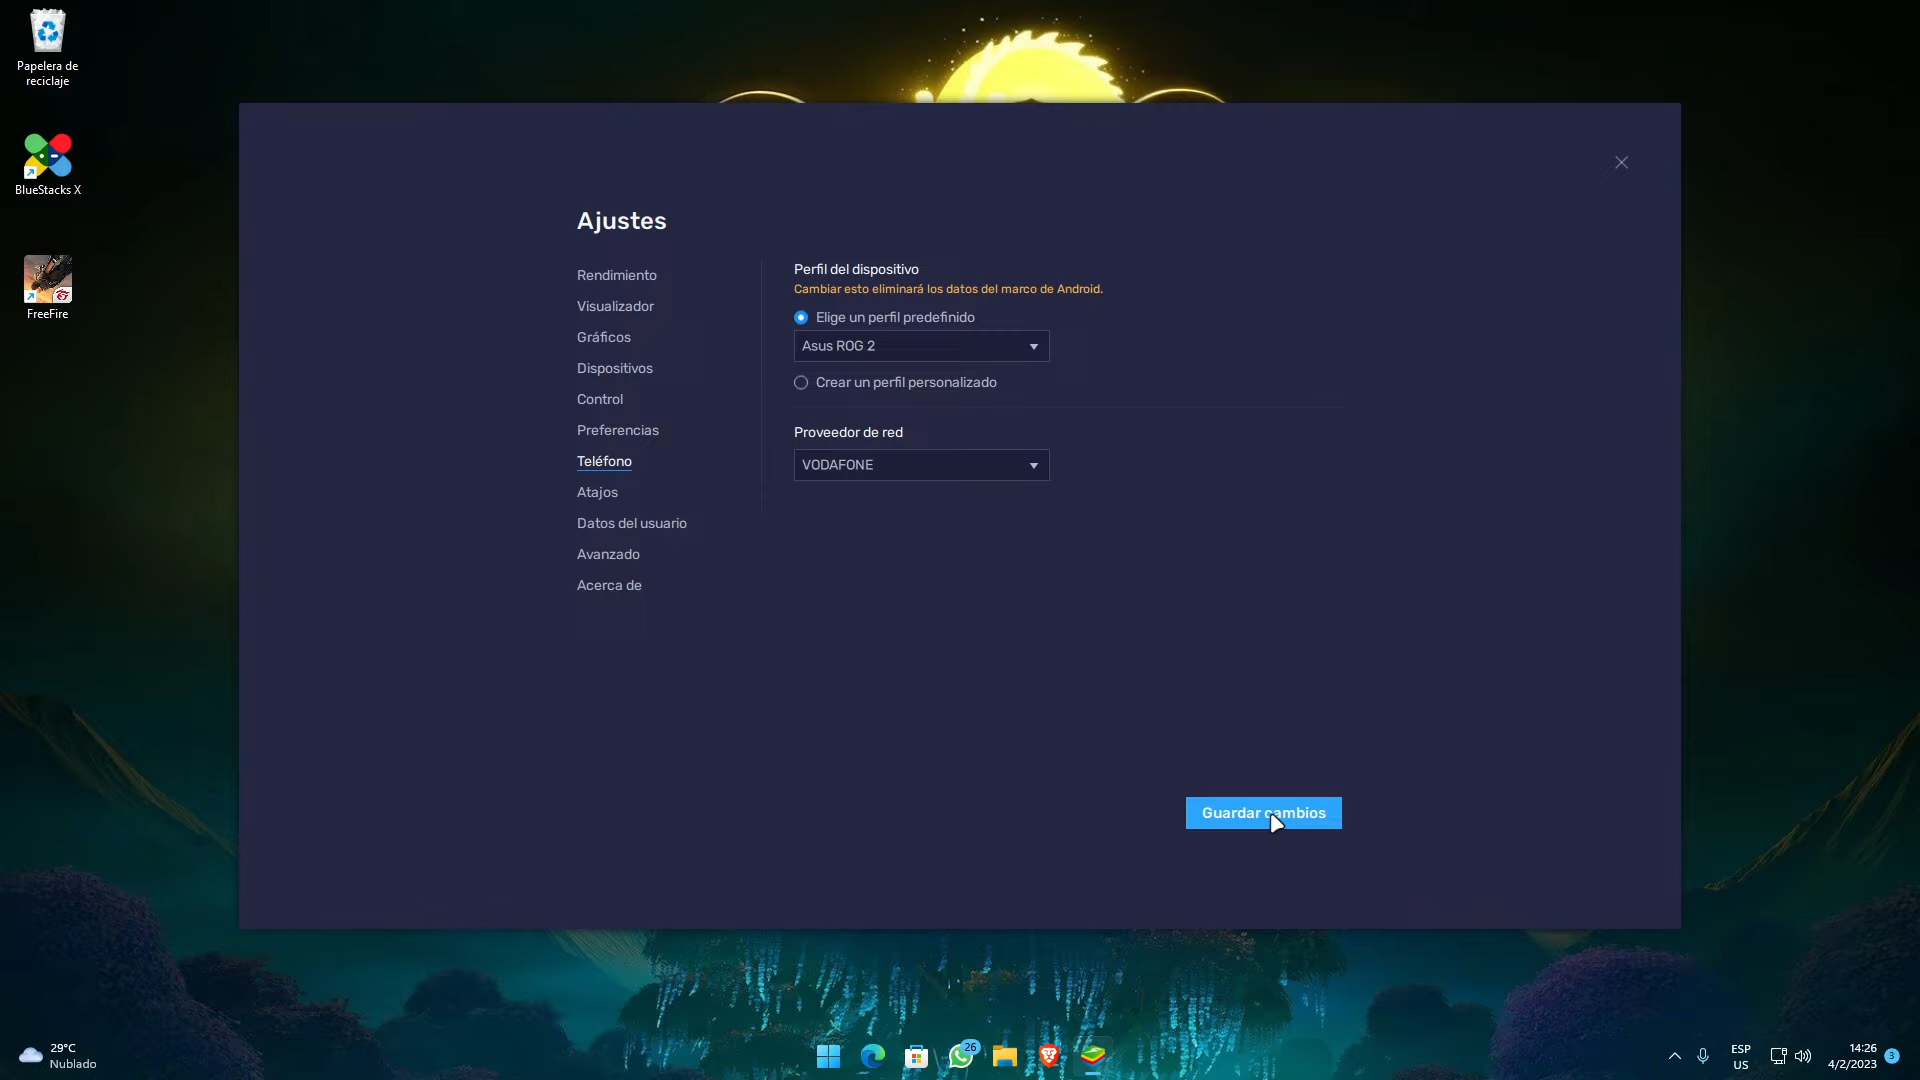 Papelera de
reciclaje
BlueStacks X
FreeFire
Ajustes
Rendimiento
Visualizador
Gráficos
Dispositivos
Control
Preferencias
Teléfono
Atajos
Datos del usuario
Avanzado
Acerca de
Perfil del dispositivo
Cambiar esto eliminará los datos del marco de Android.
Elige un perfil predefinido
Asus ROG 2
Crear un perfil personalizado
Proveedor de red
VODAFONE
Guardar cambios
29°C
Nublado
26
ESP
US
14:26
4/2/2023
3